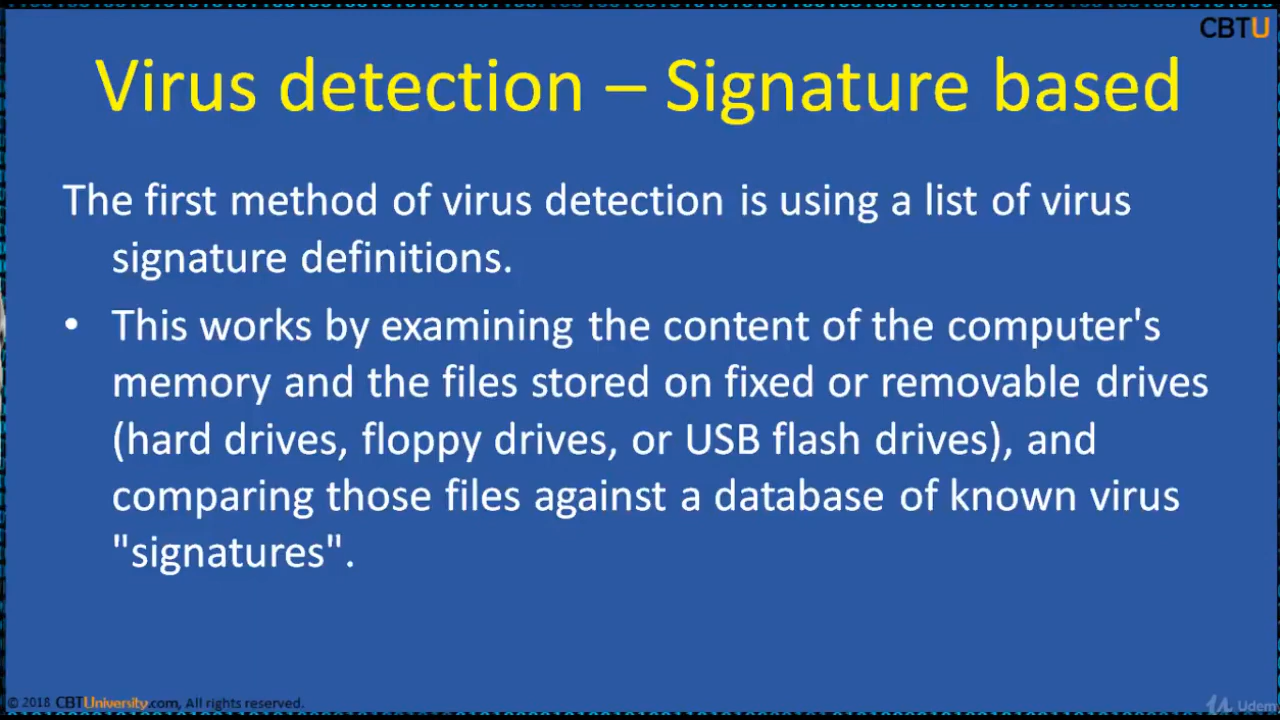 CBTU
Virus detection – Signature based
The first method of virus detection is using a list of virus
signature definitions.
• This works by examining the content of the computer's
memory and the files stored on fixed or removable drives
(hard drives, floppy drives, or USB flash drives), and
comparing those files against a database of known virus
"signatures".
© 2018 CBTUniversity.com, All rights reserved.